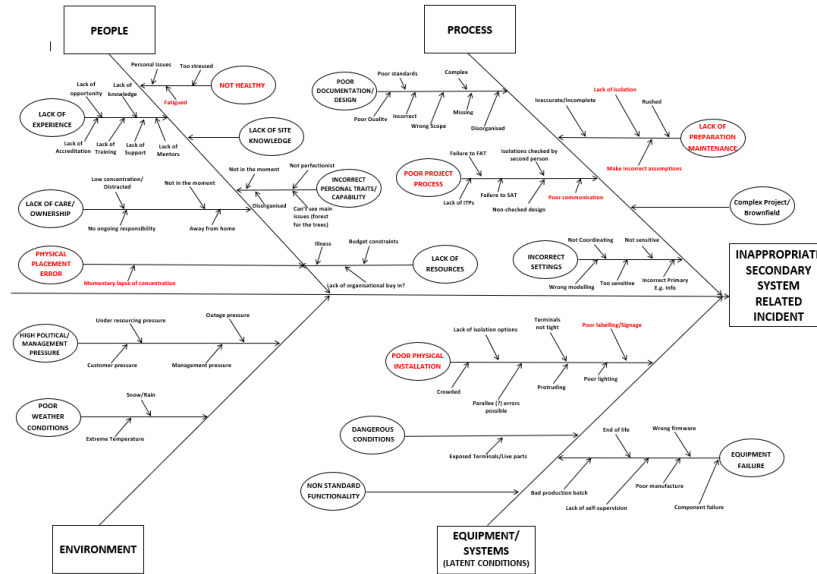 PEOPLE
PROCESS
Personal Issues
Too stressed
NOT HEALTHY
Fatigued
Lack of
opportunity
Lack of
knowledge
LACK OF
EXPERIENCE
Lack of
Accreditation
Lack of
Training
Lack of
Support
Lack of
Mentors
LACK OF SITE
KNOWLEDGE
Not in the moment
Not perfectionist
INCORRECT
PERSONAL TRAITS/
CAPABILITY
Disorganised
Can't see main
issues (forest
for the trees)
Low concentration/
Distracted
Not in the moment
LACK OF CARE/
OWNERSHIP
No ongoing responsibility
Away from home
PHYSICAL
PLACEMENT
ERROR
Momentary lapse of concentration
Illness
Budget constraints
LACK OF
RESOURCES
Lack of organisational buy in?
POOR
DOCUMENTATION/
DESIGN
Poor standards
Complex
Poor Quality
Incorrect
Wrong Scope
Missing
Disorganised
Lack of isolation
Inaccurate/Incomplete
Rushed
LACK OF
PREPARATION
MAINTENANCE
Make incorrect assumptions
Failure to FAT
Isolations checked by
second person
POOR PROJECT
PROCESS
Lack of ITPs
Failure to SAT
Non-checked design
Poor communication
Complex Project/
Brownfield
Not Coordinating
Not sensitive
INCORRECT
SETTINGS
Wrong modelling
Too sensitive
Incorrect Primary
E.g. Info
INAPPROPRIATE
SECONDARY
SYSTEM
RELATED
INCIDENT
HIGH POLITICAL/
MANAGEMENT
PRESSURE
Under resourcing pressure
Outage pressure
Customer pressure
Management pressure
POOR
WEATHER
CONDITIONS
Snow/Rain
Extreme Temperature
Lack of isolation options
Terminals
not tight
Poor labelling/Signage
POOR PHYSICAL
INSTALLATION
Crowded
Parallex (?) errors
possible
Protruding
Poor lighting
DANGEROUS
CONDITIONS
Exposed Terminals/Live parts
NON STANDARD
FUNCTIONALITY
End of life
Wrong firmware
EQUIPMENT
FAILURE
Bad production batch
Lack of self-supervision
Poor manufacture
Component failure
ENVIRONMENT
EQUIPMENT/
SYSTEMS
(LATENT CONDITIONS)